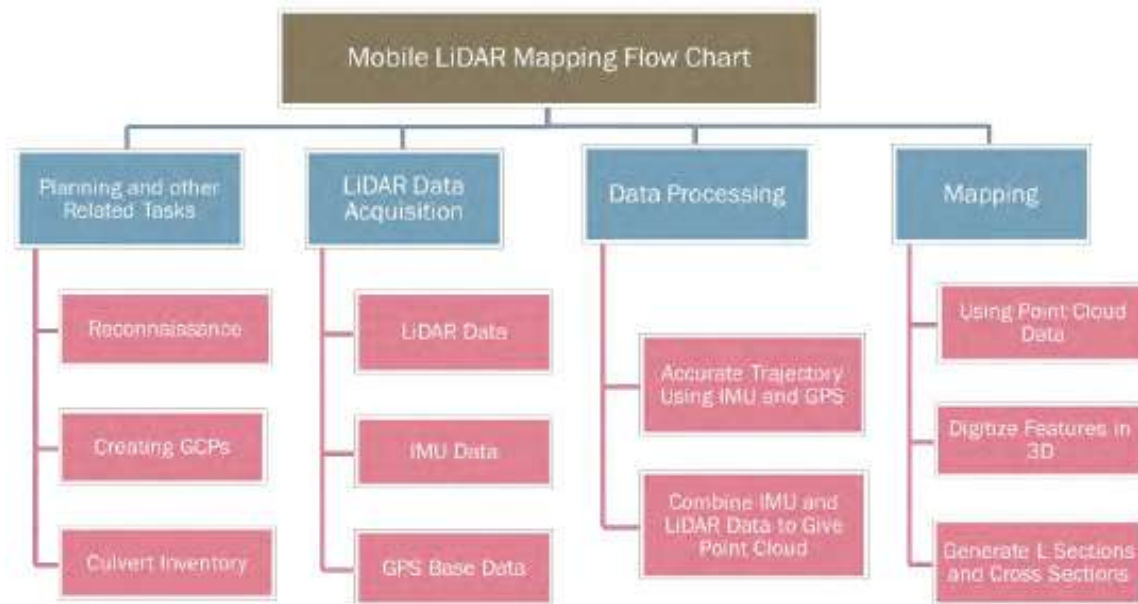 Mobile LiDAR Mapping Flow Chart
Planning and other
Related Tasks
Reconnaissance
Creating GCPs
Culvert Inventory
LiDAR Data
Acquisition
LiDAR Data
IMU Data
GPS Base Data
Data Processing
Accurate Trajectory
Using IMU and GPS
Combine IMU and
LiDAR Data to Give
Point Cloud
Mapping
Using Point Cloud
Data
Digitize Features in
3D
Generate L Sections
and Cross Sections